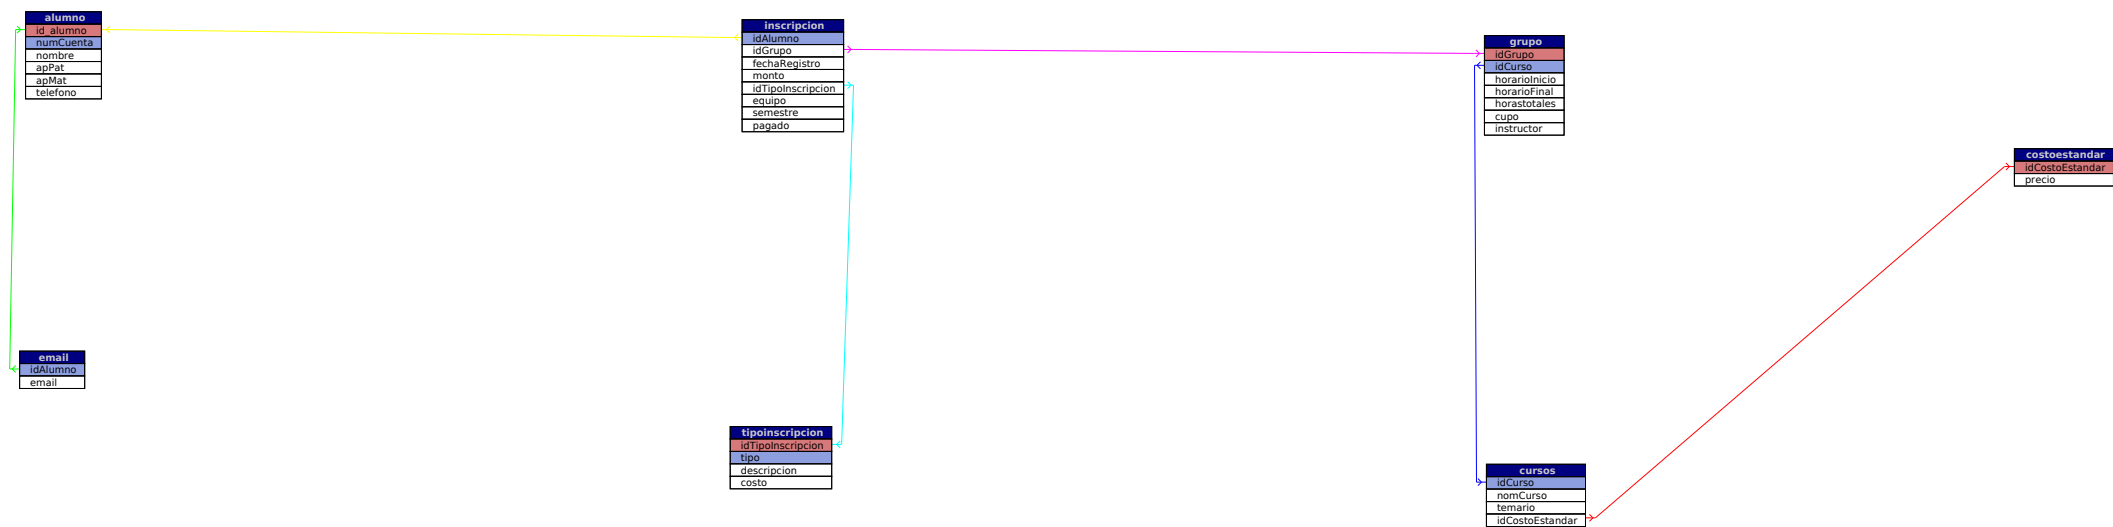 alumno
id_alumno
numCuenta
nombre
apPat
apMat
telefono
inscripcion
idAlumno
idGrupo
fechaRegistro
monto
idTipoInscripcion
equipo
semestre
pagado
grupo
idGrupo
idCurso
horarioInicio
horarioFinal
horastotales
cupo
instructor
costoestandar
idCostoEstandar
precio
email
idAlumno
email
tipoinscripcion
idTipoInscripcion
tipo
descripcion
costo
cursos
idCurso
nomCurso
temario
idCostoEstandar